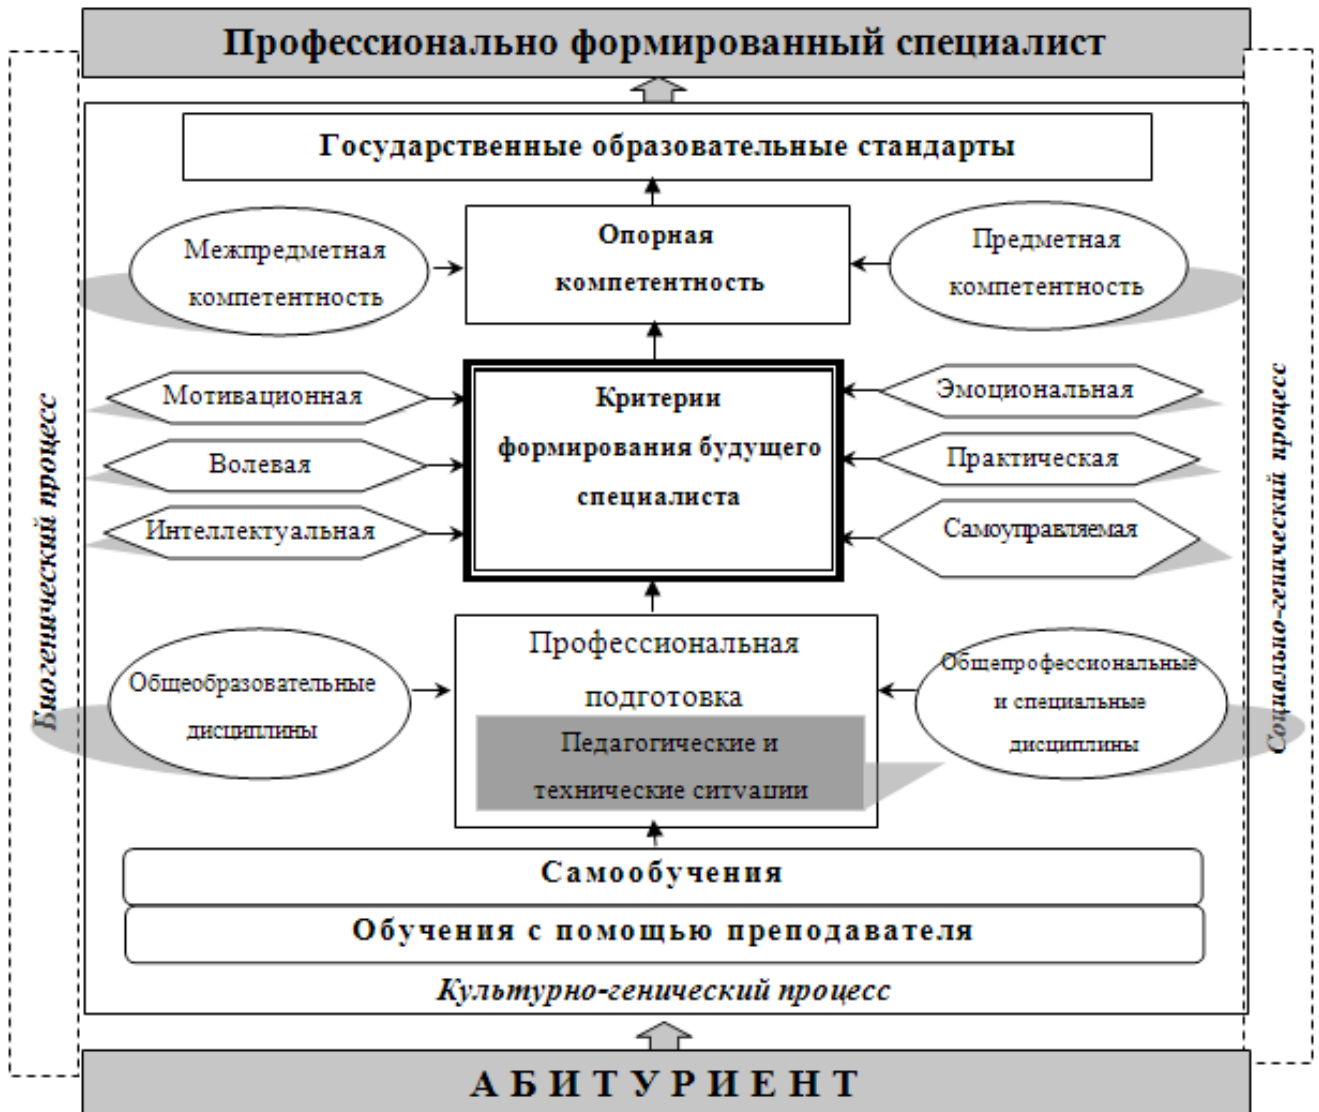 Профессионально формированный специалист
Государственные образовательные стандарты
Межпредметная
компетентность
Опорная
компетентность
Предметная
компетентность
Мотивационная
Волевая
Интеллектуальная
Критерии
формирования будущего
специалиста
Эмоциональная
Практическая
Самоуправляемая
Биогенический процесс
Социально-генический процесс
Общеобразовательные
дисциплины
Профессиональная
подготовка
Педагогические и
технические ситуации
Общепрофессиональные
и специальные
дисциплины
Самообучения
Обучения с помощью преподавателя
Культурно-генический процесс
АБИТУРИЕНТ